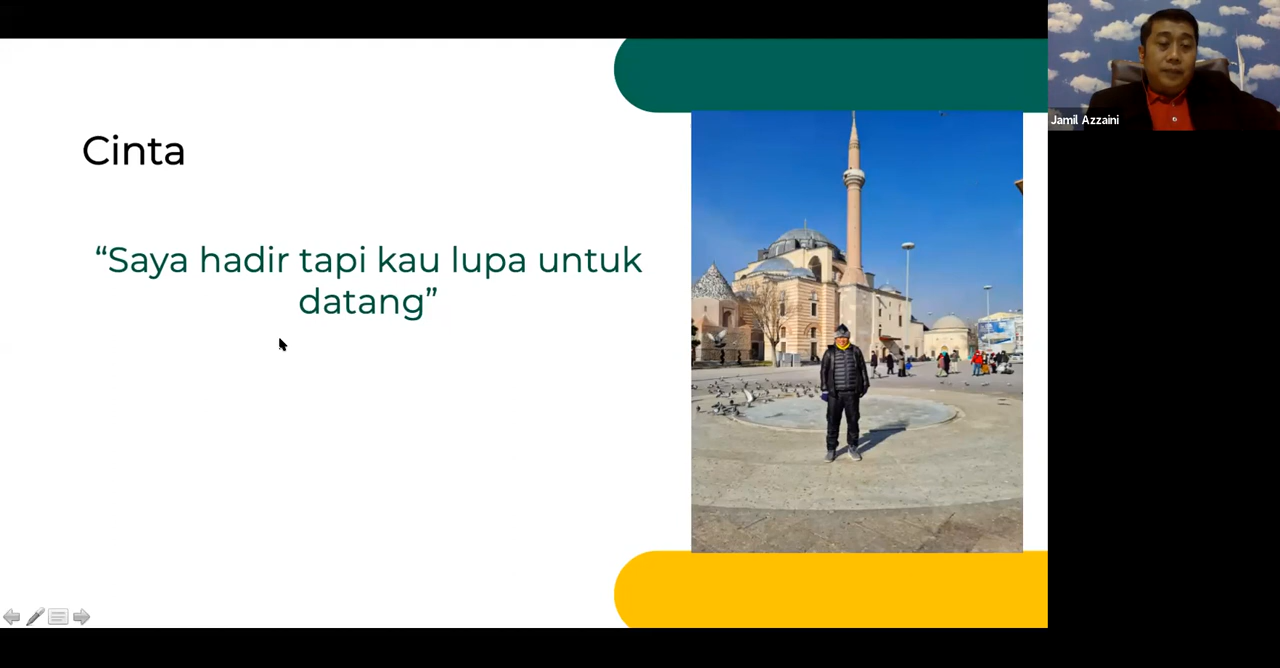 Cinta
“Saya hadir tapi kau lupa untuk
datang”
Jamil Azzaini